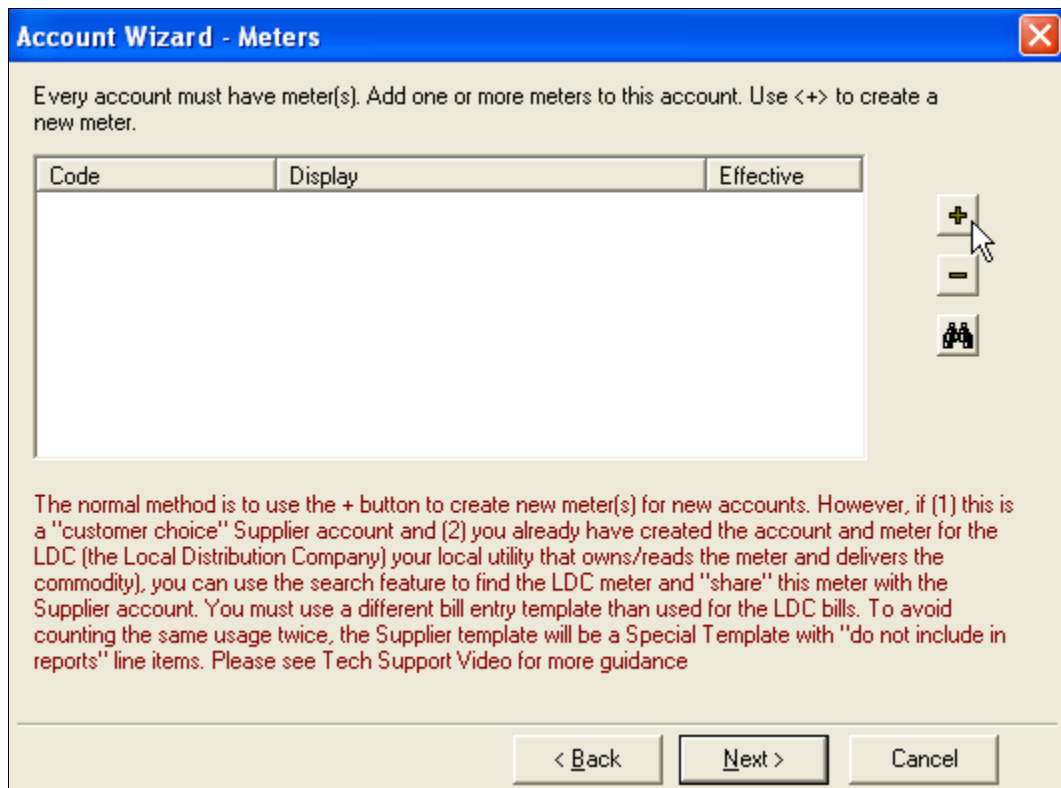 Account Wizard - Meters
Every account must have meter(s). Add one or more meters to this account. Use <+> to create a
new meter.
Code Display Effective
The normal method is to use the + button to create new meter(s) for new accounts. However, if (1) this is
a "customer choice" Supplier account and (2) you already have created the account and meter for the
LDC (the Local Distribution Company) your local utility that owns/reads the meter and delivers the
commodity), you can use the search feature to find the LDC meter and "share" this meter with the
Supplier account. You must use a different bill entry template than used for the LDC bills. To avoid
counting the same usage twice, the Supplier template will be a Special Template with "do not include in
reports" line items. Please see Tech Support Video for more guidance
< Back Next > Cancel